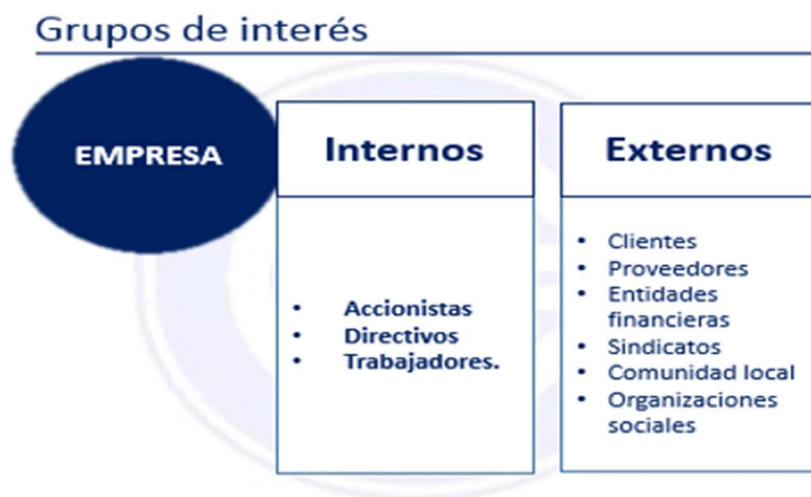 Grupos de interés
EMPRESA
Internos
• Accionistas
• Directivos
• Trabajadores.
Externos
• Clientes
• Proveedores
• Entidades
financieras
• Sindicatos
• Comunidad local
• Organizaciones
sociales